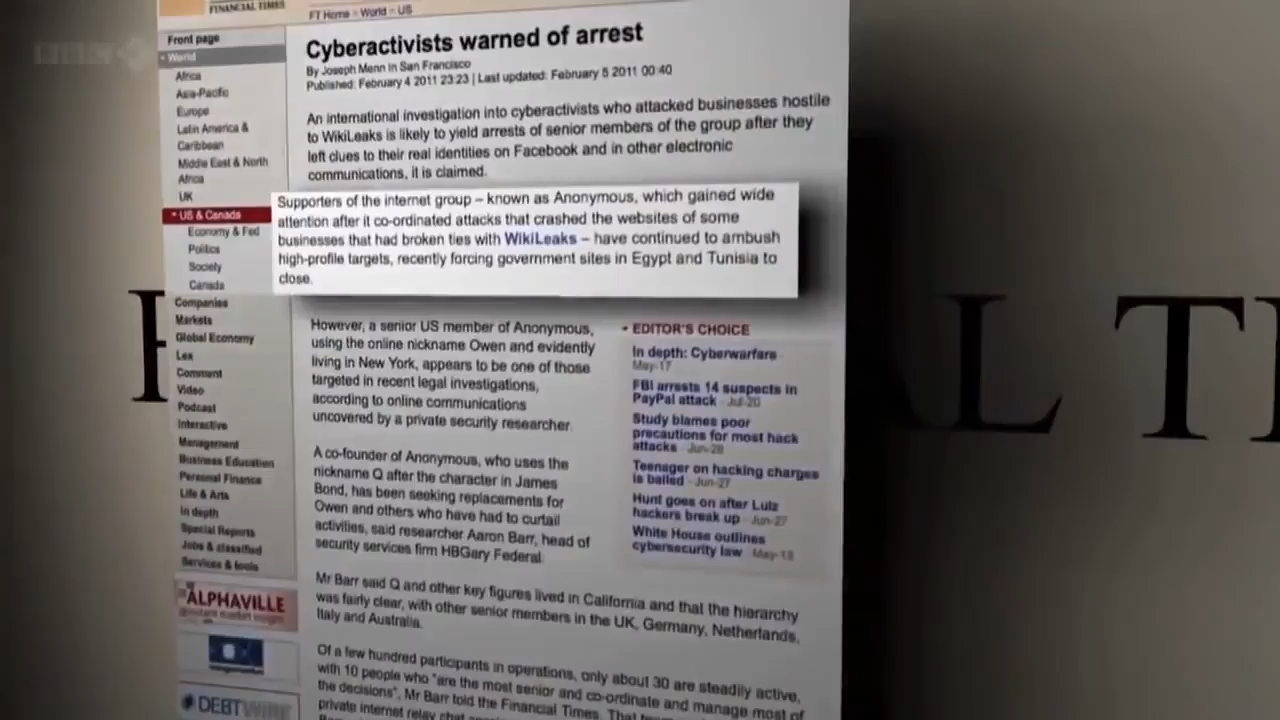 FINANCIAL TIMES
FT Home > World > US
Front page
World
Africa
Asia-Pacific
Europe
Latin America &
Caribbean
Middle East & North
Africa
UK
US & Canada
Economy & Fed
Politics
Society
Canada
Companies
Markets
Global Economy
Lex
Comment
Video
Podcast
Interactive
Management
Business Education
Personal Finance
Life & Arts
In depth
Special Reports
Jobs & classified
Services & tools
ALPHAVILLE
DEBTWIRE
Cyberactivists warned of arrest
By Joseph Menn in San Francisco
Published: February 4 2011 23:23 | Last updated: February 5 2011 00:40
An international investigation into cyberactivists who attacked businesses hostile
to WikiLeaks is likely to yield arrests of senior members of the group after they
left clues to their real identities on Facebook and in other electronic
communications, it is claimed.
Supporters of the internet group – known as Anonymous, which gained wide
attention after it co-ordinated attacks that crashed the websites of some
businesses that had broken ties with WikiLeaks – have continued to ambush
high-profile targets, recently forcing government sites in Egypt and Tunisia to
close.
However, a senior US member of Anonymous,
using the online nickname Owen and evidently
living in New York, appears to be one of those
targeted in recent legal investigations,
according to online communications
uncovered by a private security researcher.
A co-founder of Anonymous, who uses the
nickname Q after the character in James
Bond, has been seeking replacements for
Owen and others who have had to curtail
activities, said researcher Aaron Barr, head of
security services firm HBGary Federal.
EDITOR'S CHOICE
In depth: Cyberwarfare -
May-17
FBI arrests 14 suspects in
PayPal attack - Jul-20
Study blames poor
precautions for most hack
attacks - Jun-28
Teenager on hacking charges
is bailed - Jun-27
Hunt goes on after Lulz
hackers break up - Jun-27
White House outlines
cybersecurity law - May-13
Mr Barr said Q and other key figures lived in California and that the hierarchy
was fairly clear, with other senior members in the UK, Germany, Netherlands,
Italy and Australia.
Of a few hundred participants in operations, only about 30 are steadily active,
with 10 people who "are the most senior and co-ordinate and manage most of
the decisions", Mr Barr told the Financial Times. That
private internet relay chat
AL T